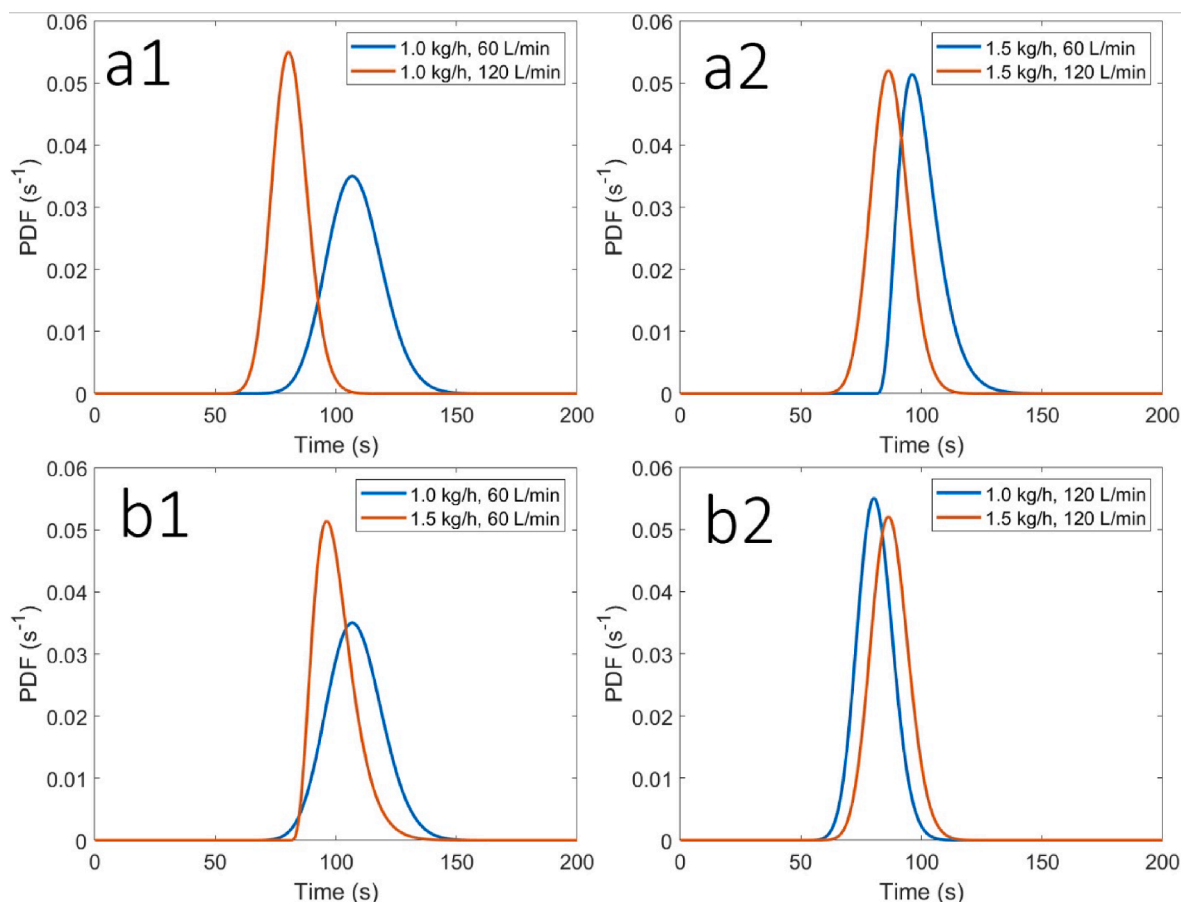 a1
1.0 kg/h, 60 L/min
1.0 kg/h, 120 L/min
PDF (s-1)
0.06
0.05
0.04
0.03
0.02
0.01
0
0 50 100 150 200
Time (s)
a2
1.5 kg/h, 60 L/min
1.5 kg/h, 120 L/min
PDF (s-1)
0.06
0.05
0.04
0.03
0.02
0.01
0
0 50 100 150 200
Time (s)
b1
1.0 kg/h, 60 L/min
1.5 kg/h, 60 L/min
PDF (s-1)
0.06
0.05
0.04
0.03
0.02
0.01
0
0 50 100 150 200
Time (s)
b2
1.0 kg/h, 120 L/min
1.5 kg/h, 120 L/min
PDF (s-1)
0.06
0.05
0.04
0.03
0.02
0.01
0
0 50 100 150 200
Time (s)